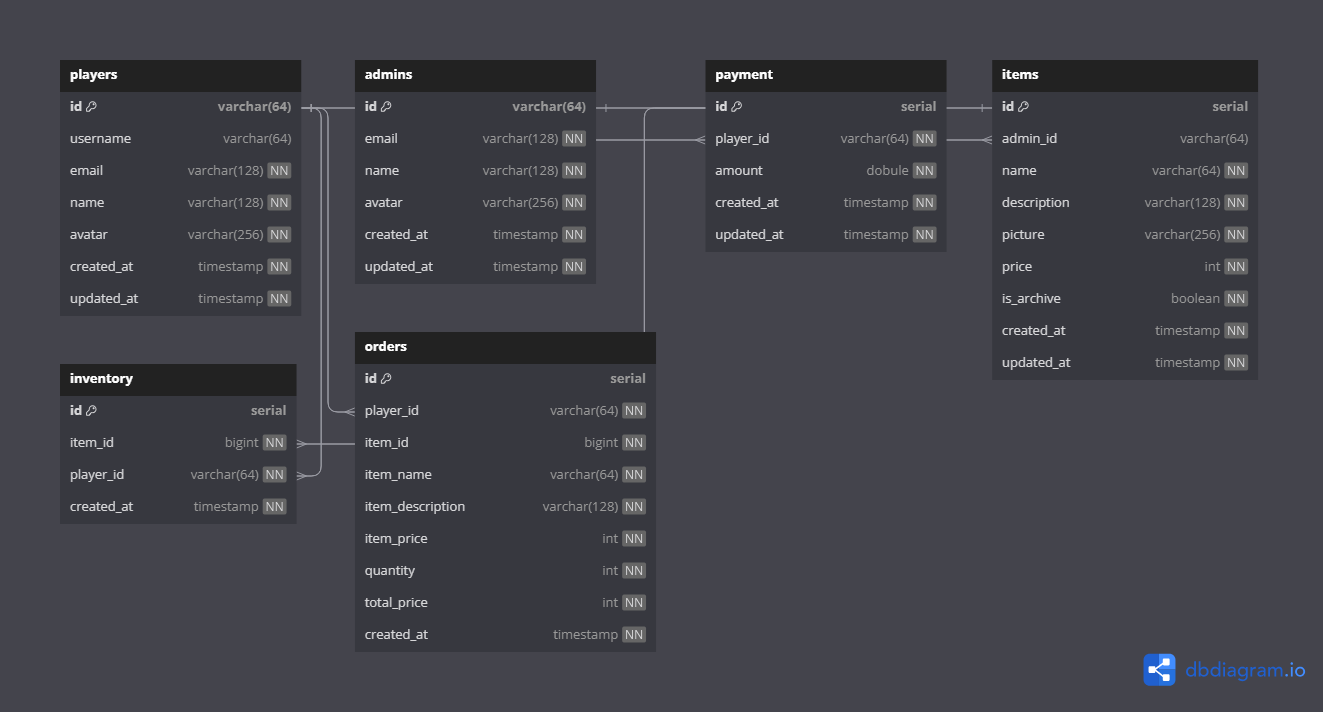 players
id varchar(64)
username varchar(64)
email varchar(128) NN
name varchar(128) NN
avatar varchar(256) NN
created_at timestamp NN
updated_at timestamp NN
admins
id varchar(64)
email varchar(128) NN
name varchar(128) NN
avatar varchar(256) NN
created_at timestamp NN
updated_at timestamp NN
payment
id serial
player_id varchar(64) NN
amount dobule NN
created_at timestamp NN
updated_at timestamp NN
items
id serial
admin_id varchar(64)
name varchar(64) NN
description varchar(128) NN
picture varchar(256) NN
price int NN
is_archive boolean NN
created_at timestamp NN
updated_at timestamp NN
inventory
id serial
item_id bigint NN
player_id varchar(64) NN
created_at timestamp NN
orders
id serial
player_id varchar(64) NN
item_id bigint NN
item_name varchar(64) NN
item_description varchar(128) NN
item_price int NN
quantity int NN
total_price int NN
created_at timestamp NN
dbdiagram.io